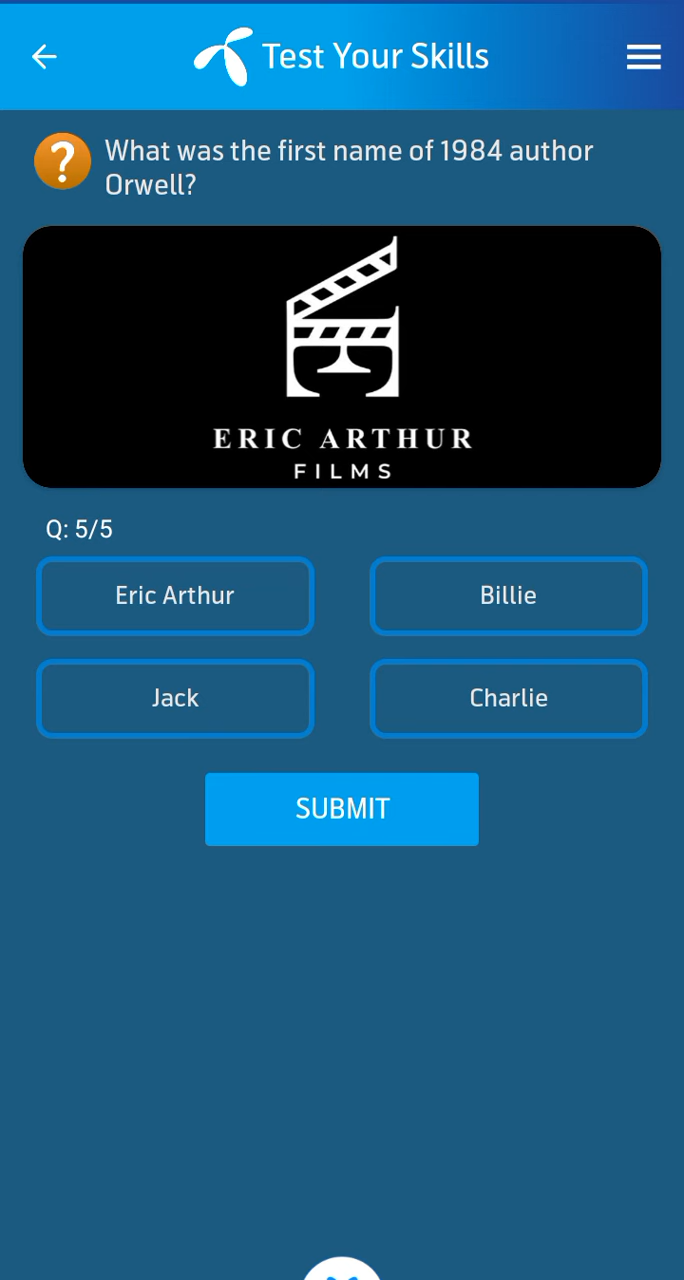 Test Your Skills
What was the first name of 1984 author
Orwell?
ERIC ARTHUR
FILMS
Q: 5/5
Eric Arthur
Billie
Jack
Charlie
SUBMIT